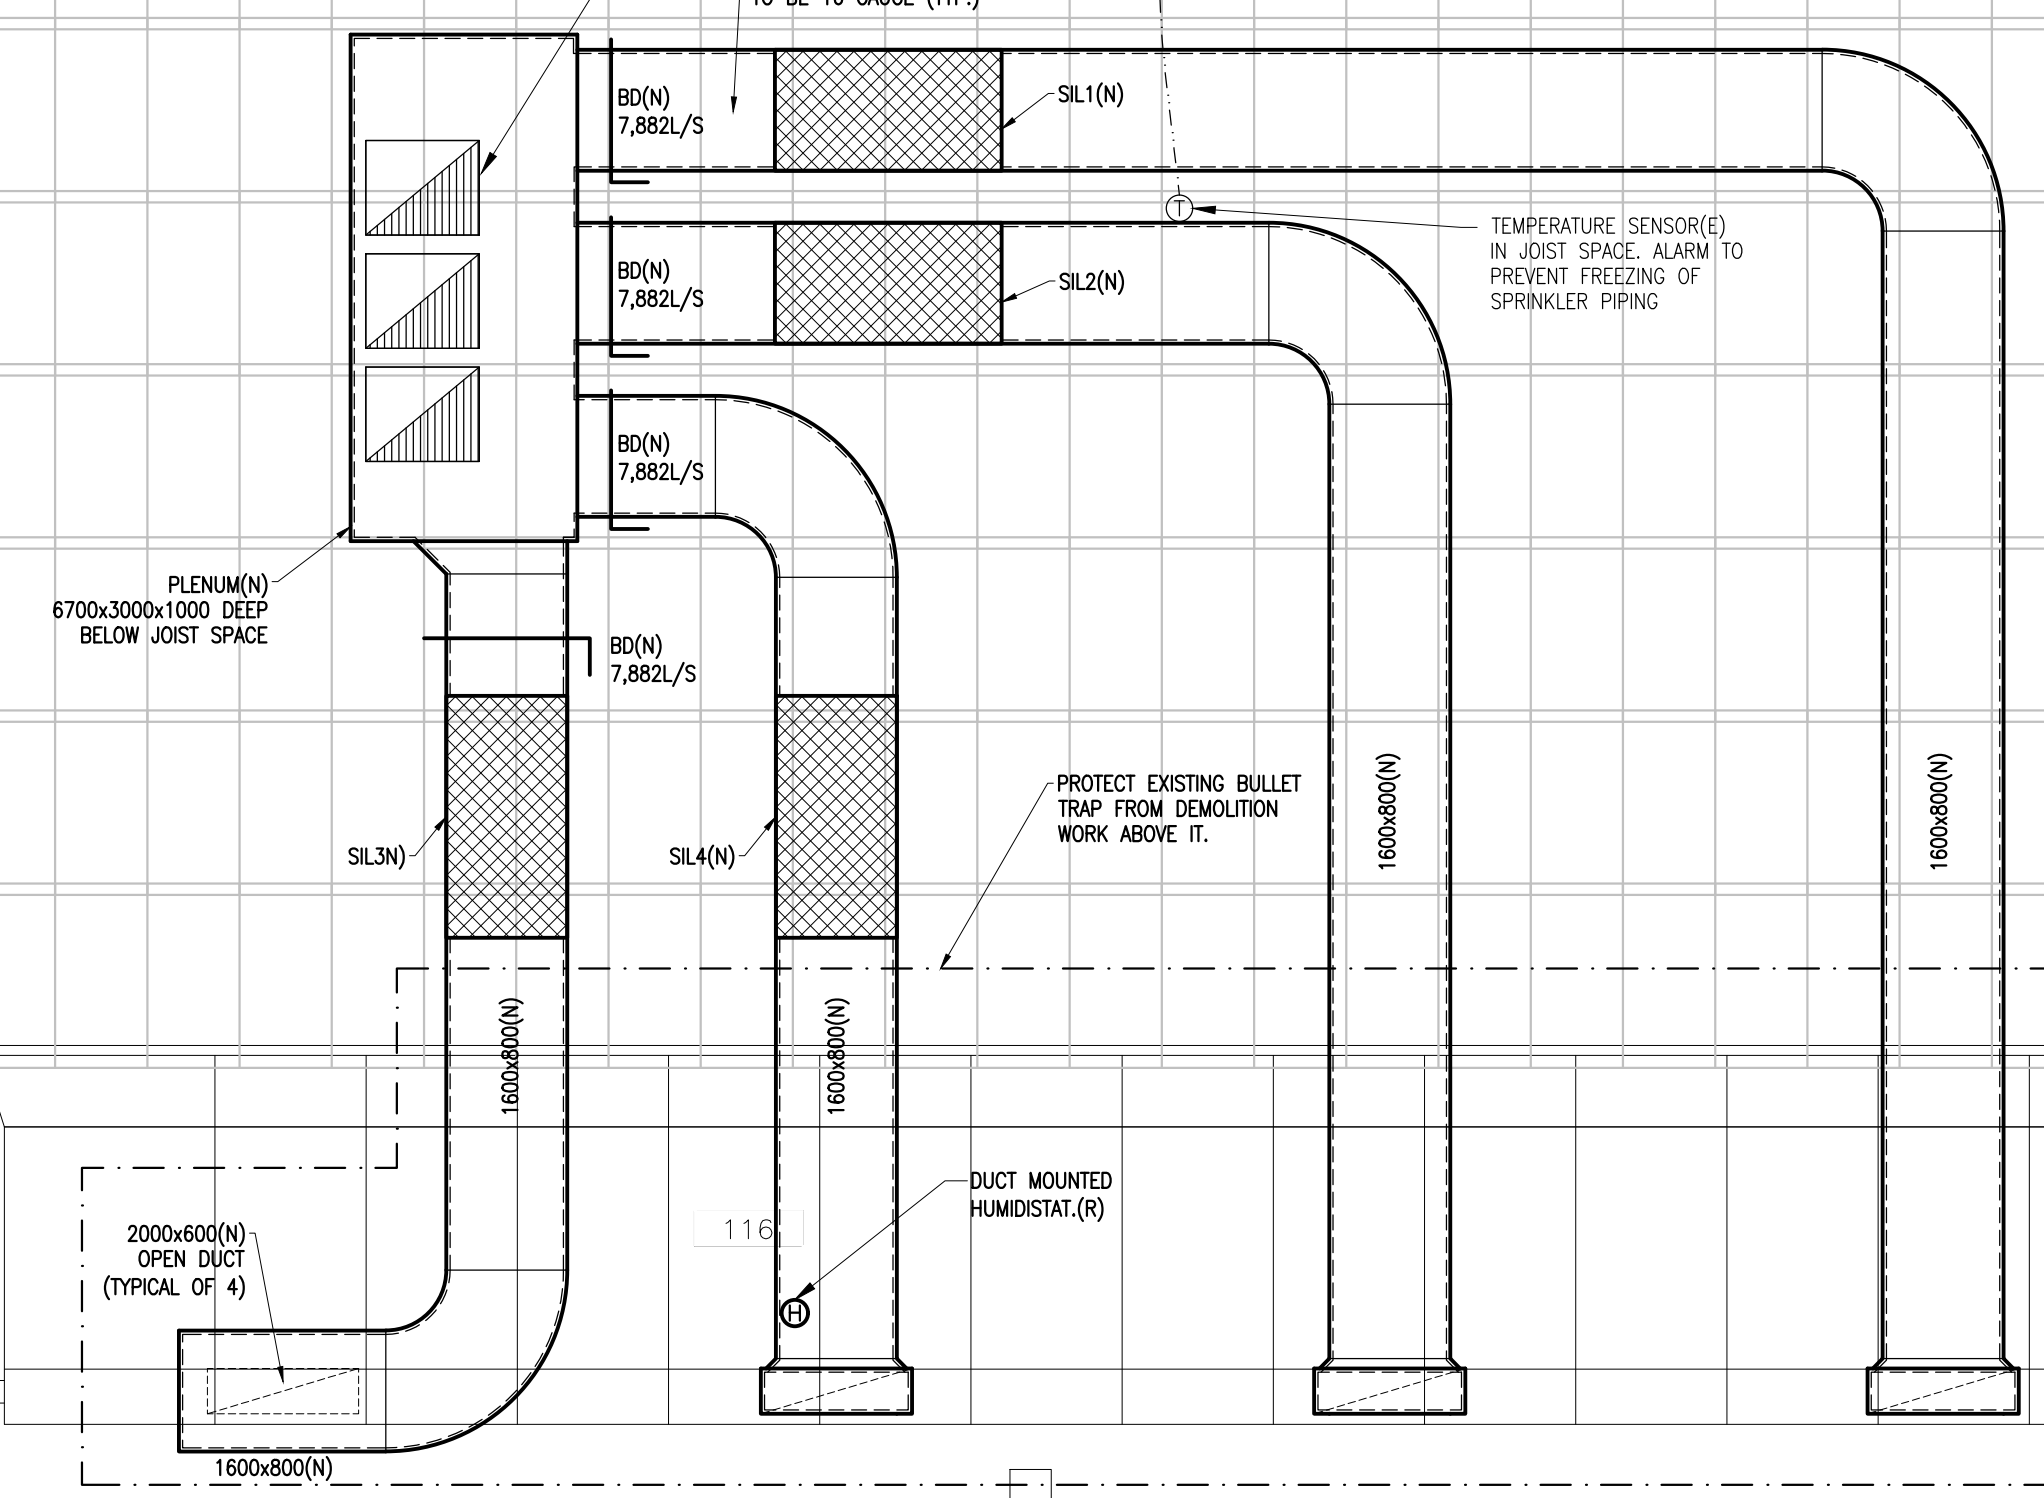 BD(N)
7,882L/S
SIL1(N)
T
TEMPERATURE SENSOR(E)
IN JOIST SPACE. ALARM TO
PREVENT FREEZING OF
SPRINKLER PIPING
BD(N)
7,882L/S
SIL2(N)
BD(N)
7,882L/S
PLENUM(N)
6700x3000x1000 DEEP
BELOW JOIST SPACE
BD(N)
7,882L/S
PROTECT EXISTING BULLET
TRAP FROM DEMOLITION
WORK ABOVE IT.
1600x800(N)
1600x800(N)
SIL3N)
SIL4(N)
1600x800(N)
1600x800(N)
DUCT MOUNTED
HUMIDISTAT.(R)
116
2000x600(N)
OPEN DUCT
(TYPICAL OF 4)
H
1600x800(N)